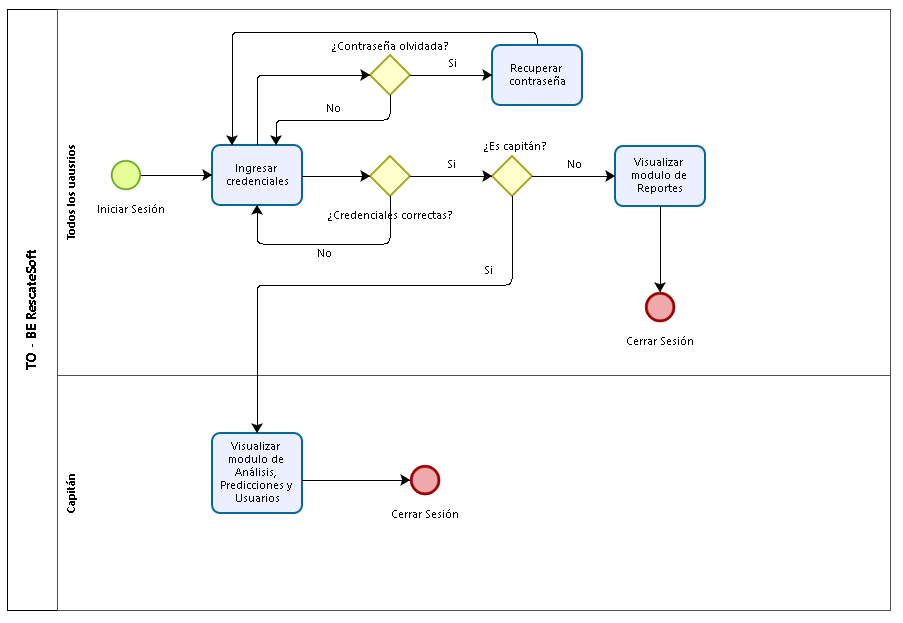 TO - BE RescateSoft
Todos los uausrios
¿Contraseña olvidada?
Si
Recuperar
contraseña
No
Iniciar Sesión
Ingresar
credenciales
¿Credenciales correctas?
Si
No
¿Es capitán?
No
Si
Visualizar
modulo de
Reportes
Cerrar Sesión
Capitán
Visualizar
modulo de
Análisis,
Predicciones y
Usuarios
Cerrar Sesión